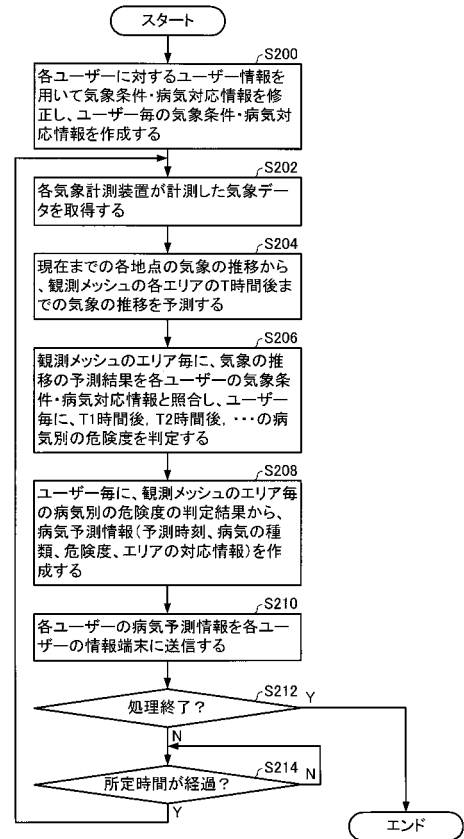 スタート
S200
各ユーザーに対するユーザー情報を
用いて気象条件・病気対応情報を修
正し、ユーザー毎の気象条件・病気対
応情報を作成する
S202
各気象計測装置が計測した気象デー
タを取得する
S204
現在までの各地点の気象の推移から
、観測メッシュの各エリアのT時間後ま
での気象の推移を予測する
S206
観測メッシュのエリア毎に、気象の推
移の予測結果を各ユーザーの気象条
件・病気対応情報と照合し、ユーザー
毎に、T1時間後, T2時間後, ・・・の病
気別の危険度を判定する
S208
ユーザー毎に、観測メッシュのエリア毎
の病気別の危険度の判定結果から、
病気予測情報(予測時刻、病気の種
類、危険度、エリアの対応情報)を作
成する
S210
各ユーザーの病気予測情報を各ユー
ザーの情報端末に送信する
S212
処理終了?
Y
N
S214
所定時間が経過?
N
Y
エンド